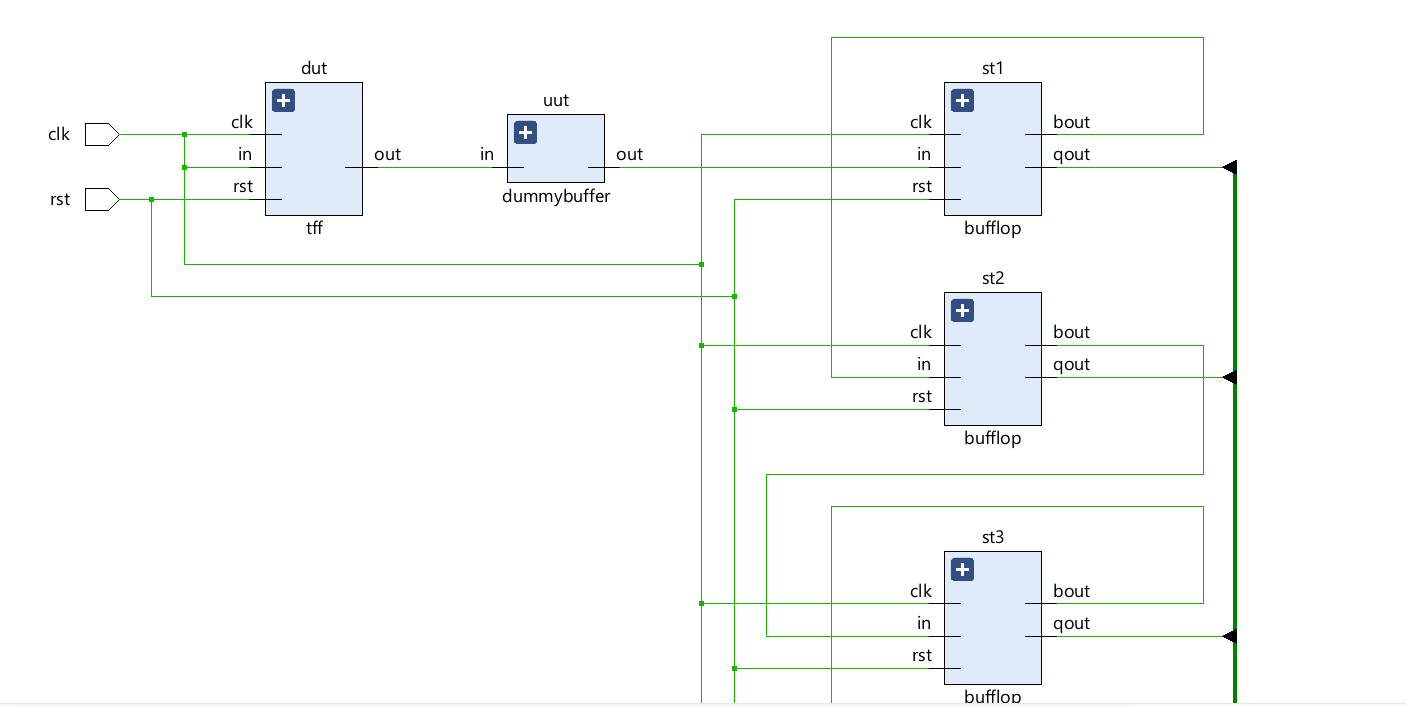 dut
clk
clk
in
rst
rst
out
tff
uut
in
out
dummybuffer
st1
clk
in
rst
bout
qout
bufflop
st2
clk
in
rst
bout
qout
bufflop
st3
clk
in
rst
bout
qout
bufflop